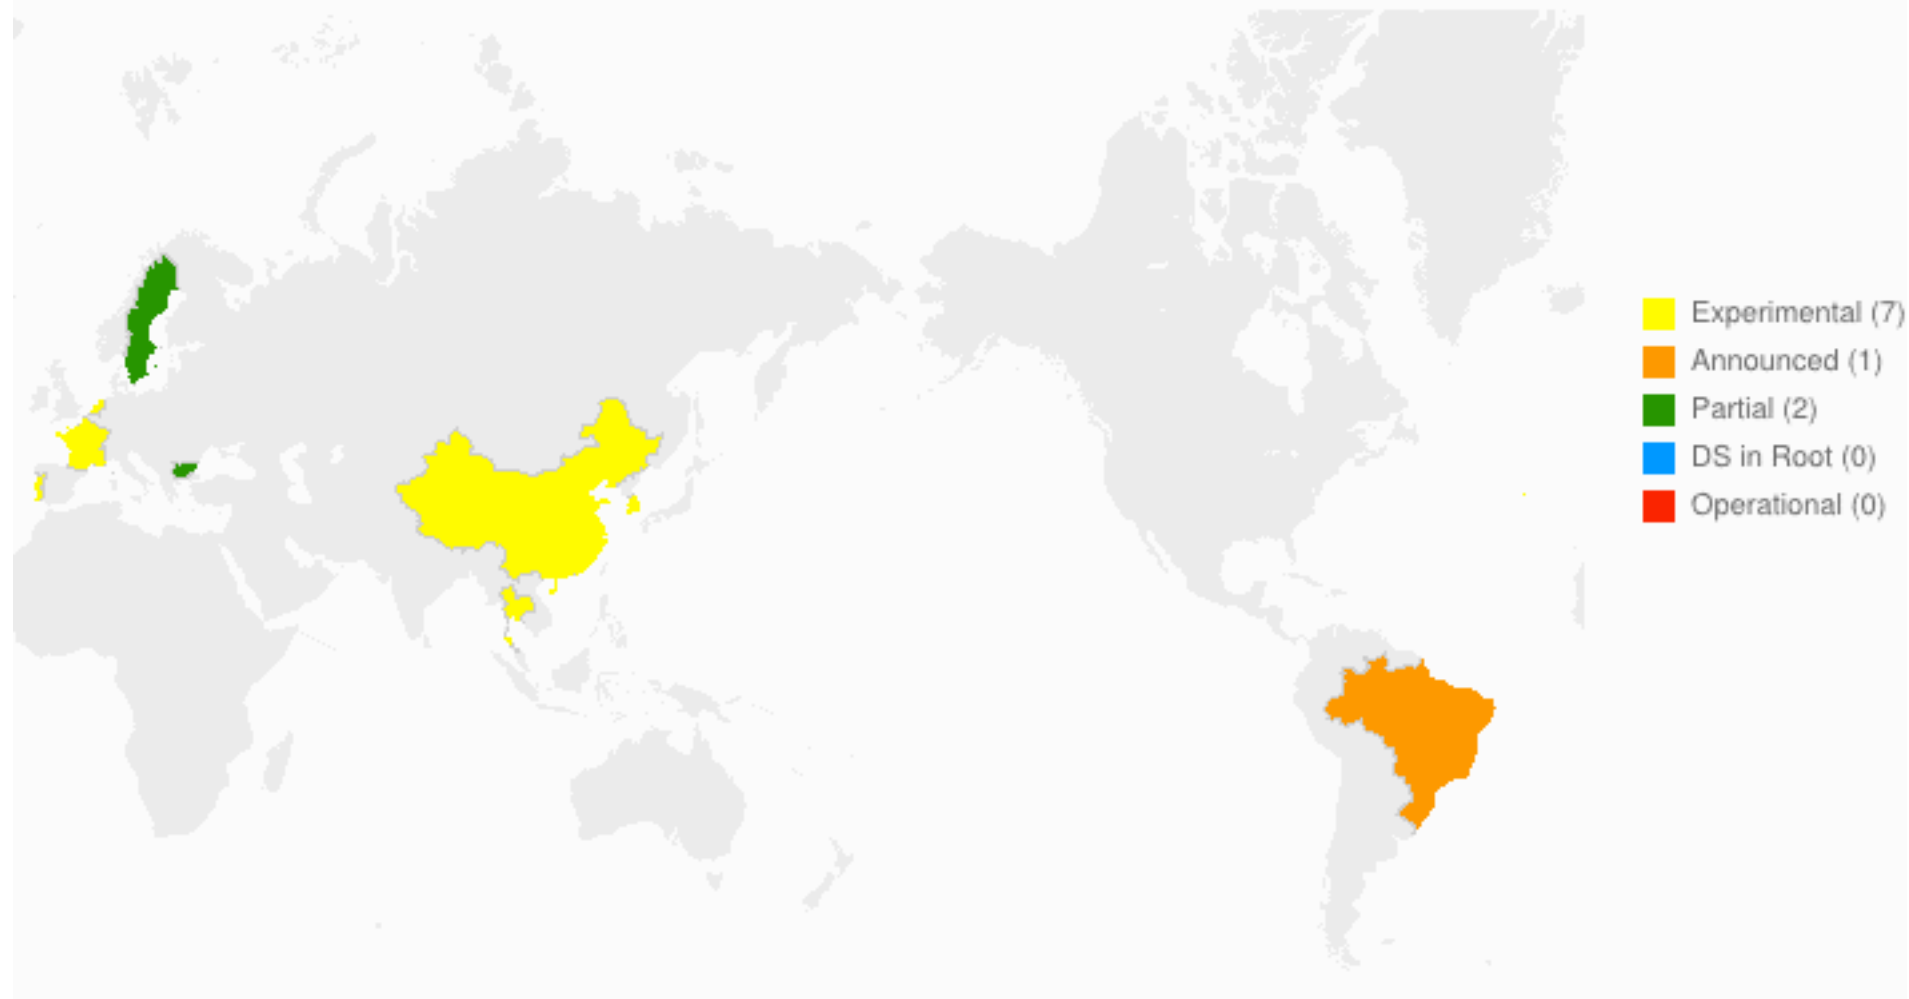 Experimental (7)
Announced (1)
Partial (2)
DS in Root (0)
Operational (0)